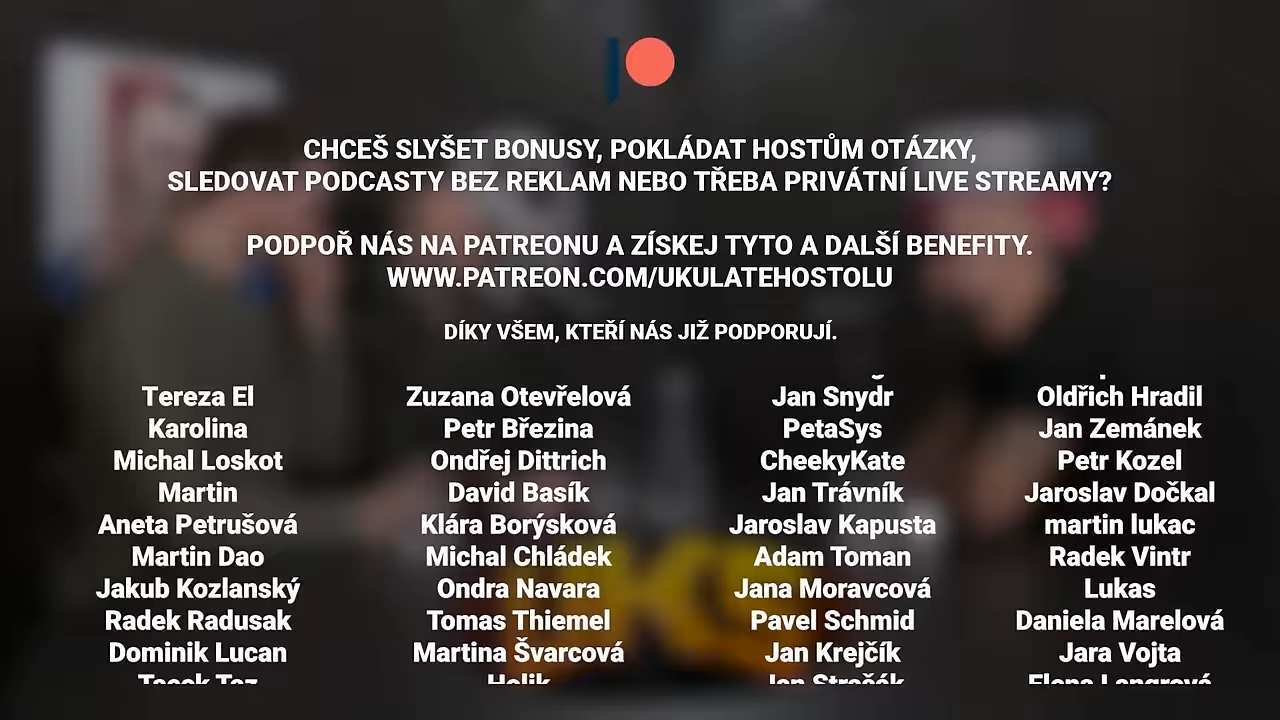 CHCEŠ SLYŠET BONUSY, POKLÁDAT HOSTŮM OTÁZKY,
SLEDOVAT PODCASTY BEZ REKLAM NEBO TŘEBA PRIVÁTNÍ LIVE STREAMY?
PODPOŘ NÁS NA PATREONU A ZÍSKEJ TYTO A DALŠÍ BENEFITY.
WWW.PATREON.COM/UKULATEHOSTOLU
DÍKY VŠEM, KTEŘÍ NÁS JIŽ PODPORUJÍ.
Tereza El
Karolina
Michal Loskot
Martin
Aneta Petrušová
Martin Dao
Jakub Kozlanský
Radek Radusak
Dominik Lucan
Zuzana Otevřelová
Petr Březina
Ondřej Dittrich
David Basík
Klára Borýsková
Michal Chládek
Ondra Navara
Tomas Thiemel
Martina Švarcová
Jan Snydr
PetaSys
CheekyKate
Jan Trávník
Jaroslav Kapusta
Adam Toman
Jana Moravcová
Pavel Schmid
Jan Krejčík
Oldřich Hradil
Jan Zemánek
Petr Kozel
Jaroslav Dočkal
martin lukac
Radek Vintr
Lukas
Daniela Marelová
Jara Vojta